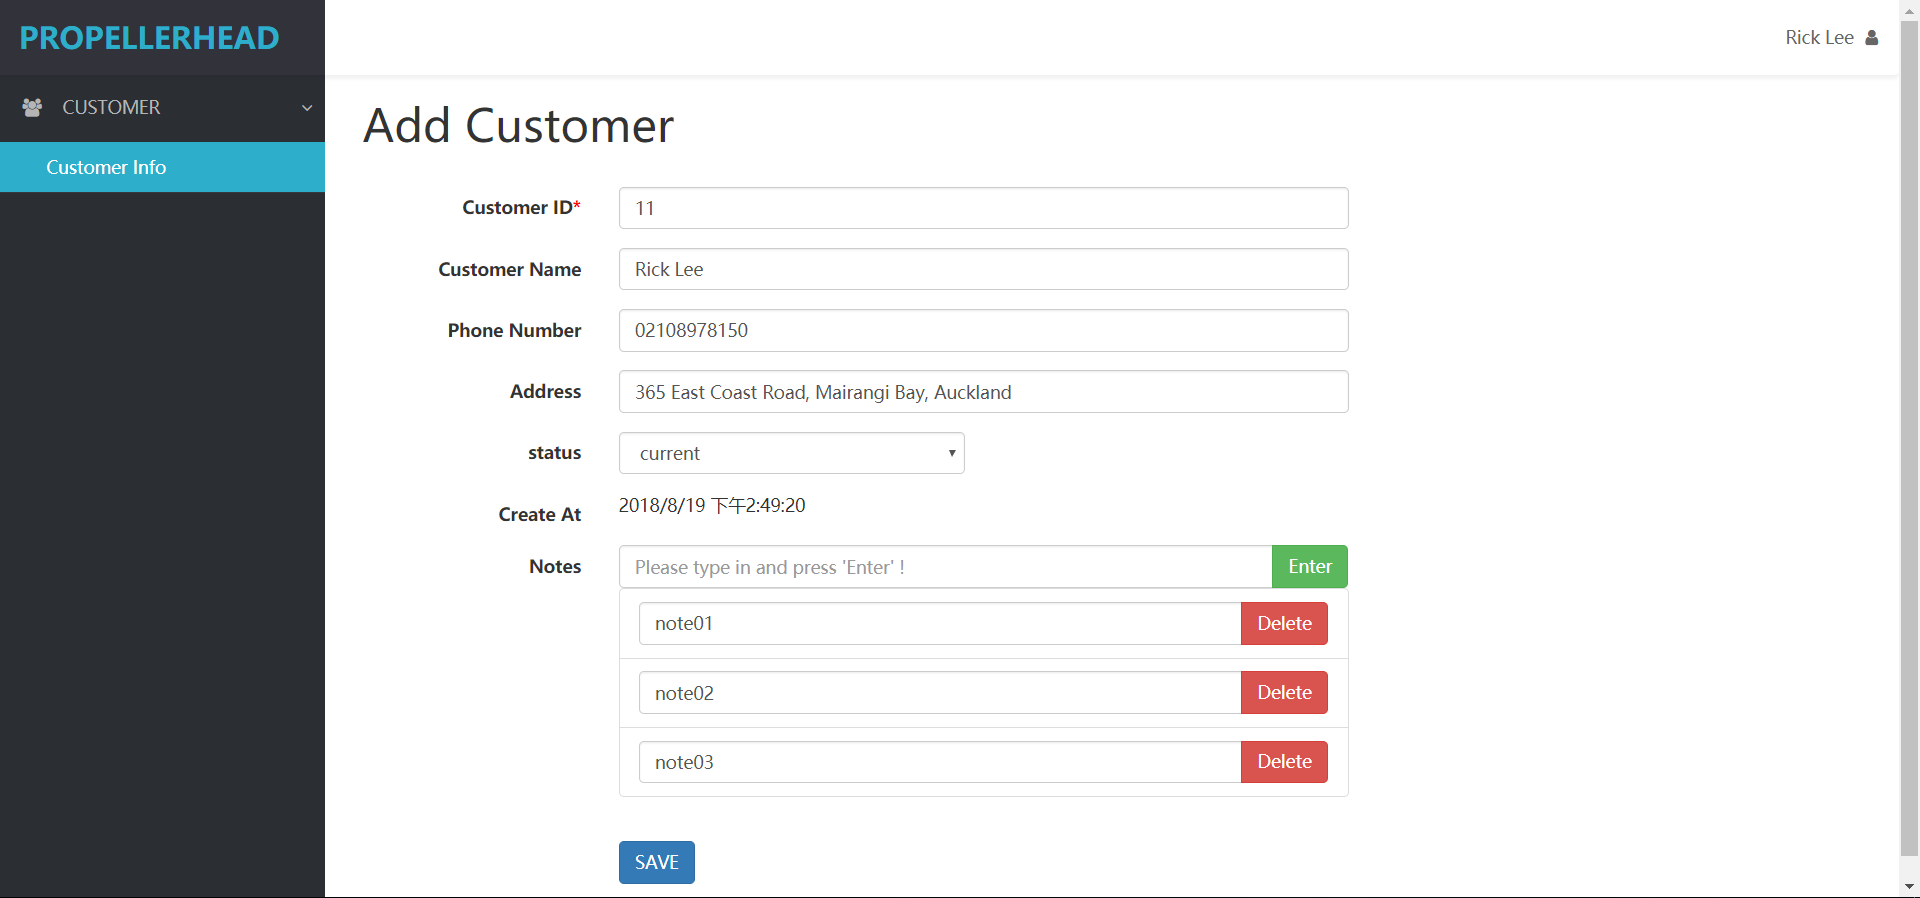 PROPELLERHEAD
Rick Lee
CUSTOMER
Customer Info
Add Customer
Customer ID* 11
Customer Name Rick Lee
Phone Number 02108978150
Address 365 East Coast Road, Mairangi Bay, Auckland
status current
Create At 2018/8/19 下午2:49:20
Notes Please type in and press 'Enter' ! Enter
note01 Delete
note02 Delete
note03 Delete
SAVE